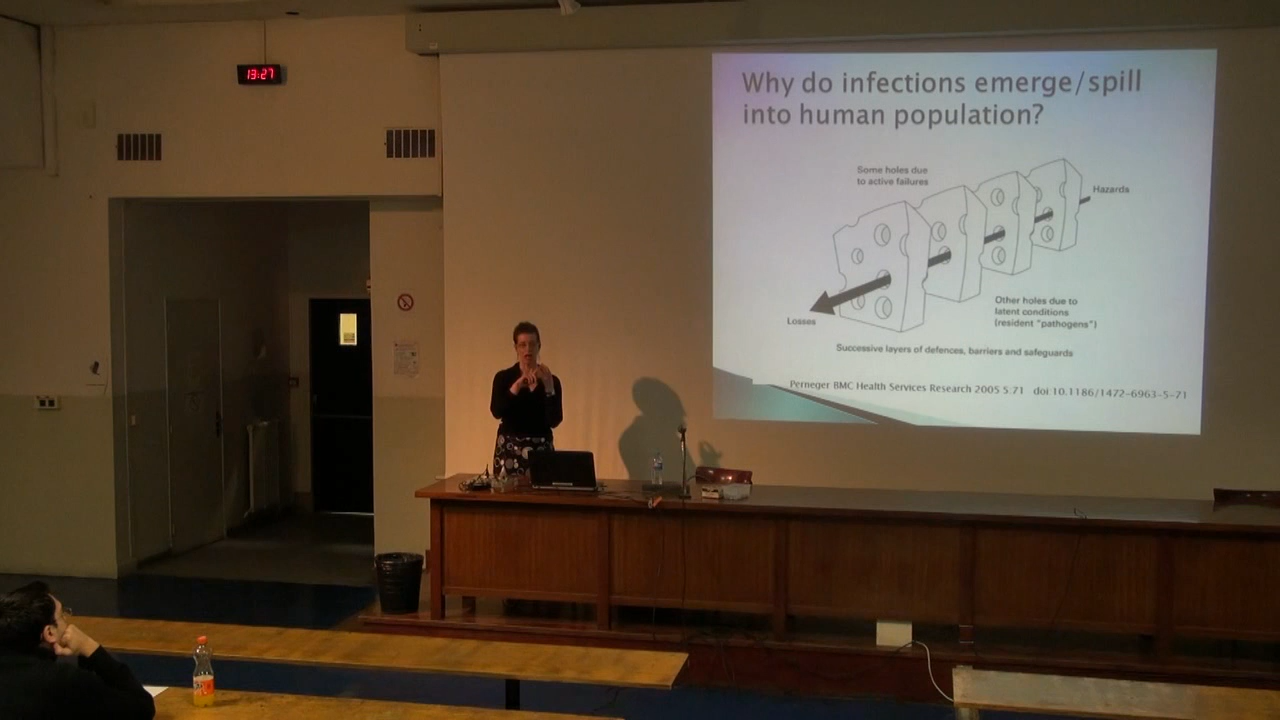 13:27
Why do infections emerge/spill
into human population?
Some holes due
to active failures
Hazards
Losses
Other holes due to
latent conditions
(resident "pathogens")
Successive layers of defences, barriers and safeguards
Perneger BMC Health Services Research 2005 5:71 doi:10.1186/1472-6963-5-71